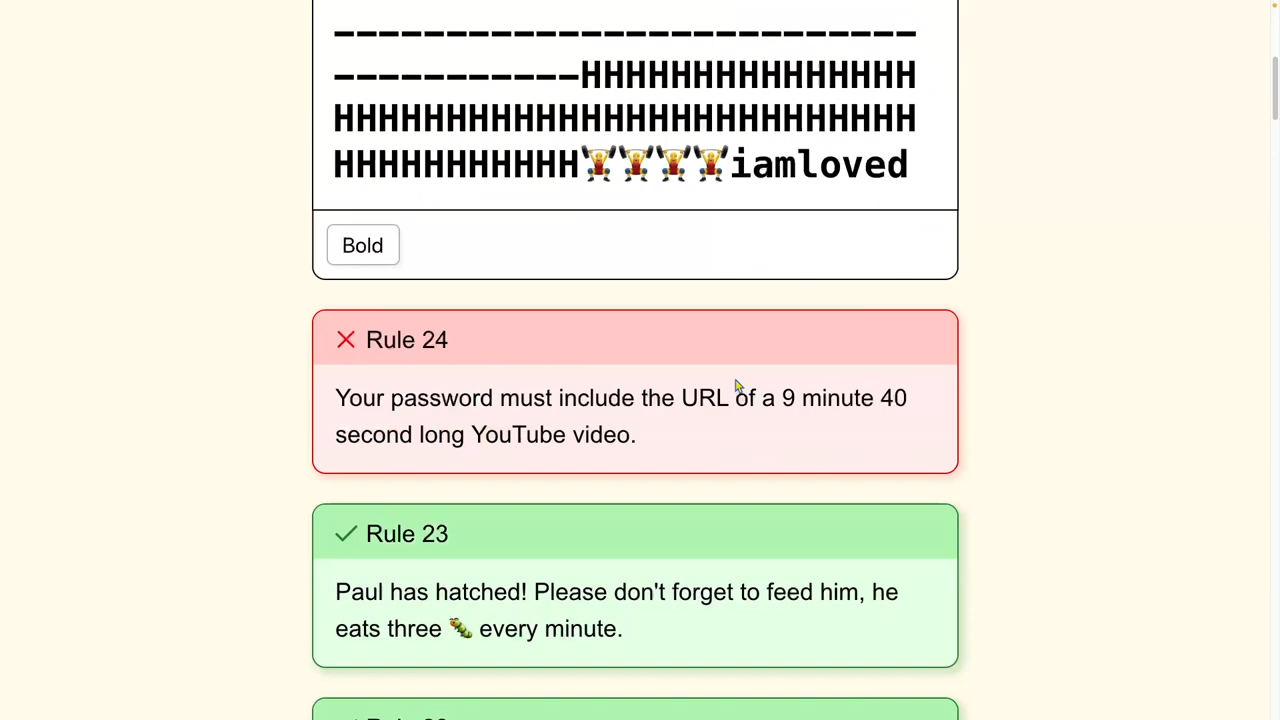 ––––––––––––––––––––––––––
–––––––––––HHHHHHHHHHHHHHH
HHHHHHHHHHHHHHHHHHHHHHHHHH
HHHHHHHHHHH🏋️‍♂️🏋️‍♂️🏋️‍♂️🏋️‍♂️iamloved
Bold
Rule 24
Your password must include the URL of a 9 minute 40
second long YouTube video.
Rule 23
Paul has hatched! Please don't forget to feed him, he
eats three 🐛 every minute.